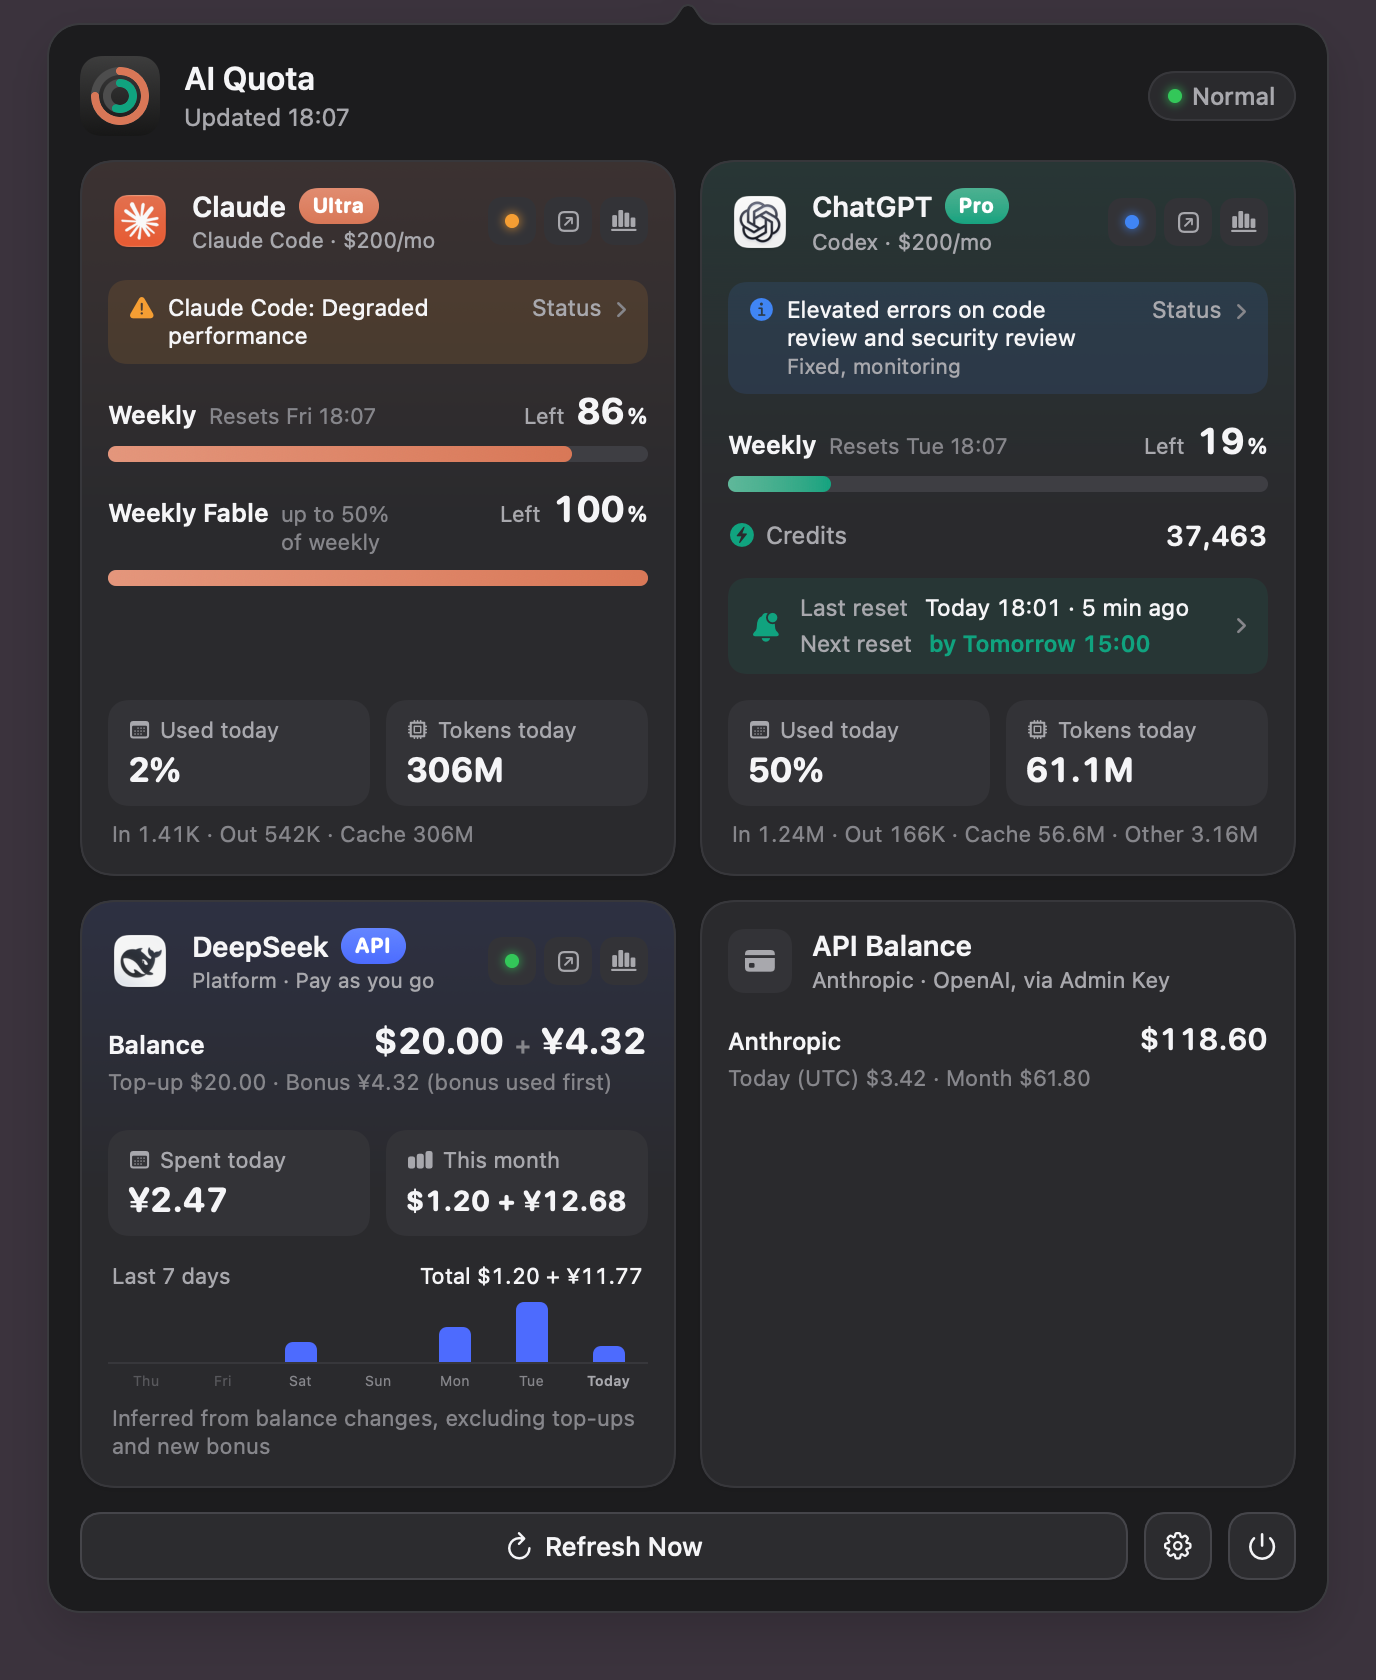 AI Quota
Updated 18:07
Normal
Claude Ultra
Claude Code · $200/mo
Claude Code: Degraded
performance
Status
Weekly Resets Fri 18:07 Left 86%
Weekly Fable up to 50% Left 100%
of weekly
Used today
2%
Tokens today
306M
In 1.41K · Out 542K · Cache 306M
ChatGPT Pro
Codex · $200/mo
Elevated errors on code
review and security review
Fixed, monitoring
Status
Weekly Resets Tue 18:07 Left 19%
Credits 37,463
Last reset Today 18:01 · 5 min ago
Next reset by Tomorrow 15:00
Used today
50%
Tokens today
61.1M
In 1.24M · Out 166K · Cache 56.6M · Other 3.16M
DeepSeek API
Platform · Pay as you go
Balance $20.00 + ¥4.32
Top-up $20.00 · Bonus ¥4.32 (bonus used first)
Spent today
¥2.47
This month
$1.20 + ¥12.68
Last 7 days Total $1.20 + ¥11.77
Thu Fri Sat Sun Mon Tue Today
Inferred from balance changes, excluding top-ups
and new bonus
API Balance
Anthropic · OpenAI, via Admin Key
Anthropic $118.60
Today (UTC) $3.42 · Month $61.80
Refresh Now